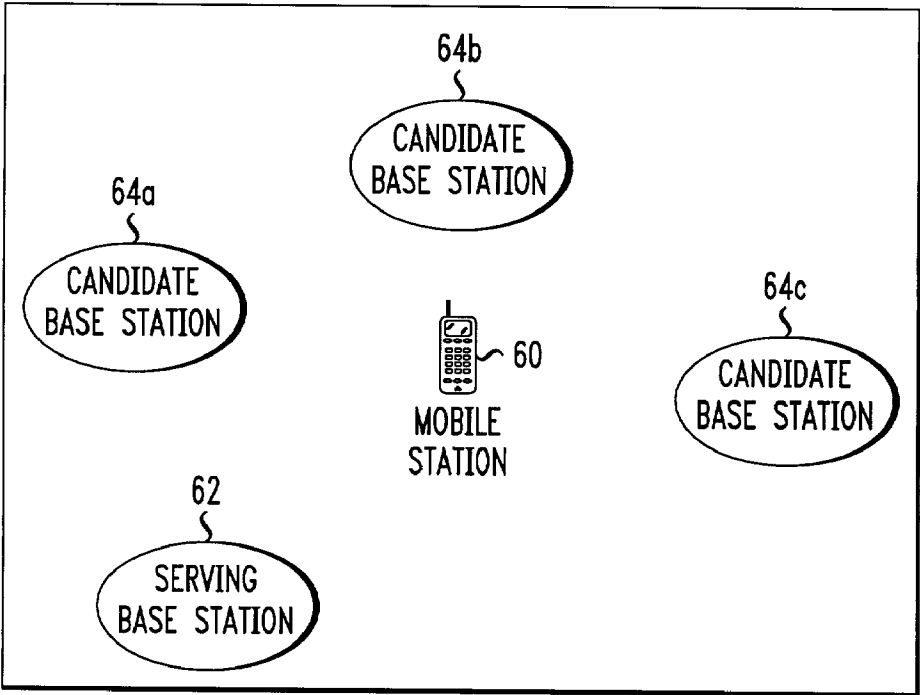 64b
CANDIDATE
BASE STATION
64a
CANDIDATE
BASE STATION
64c
CANDIDATE
BASE STATION
60
MOBILE
STATION
62
SERVING
BASE STATION